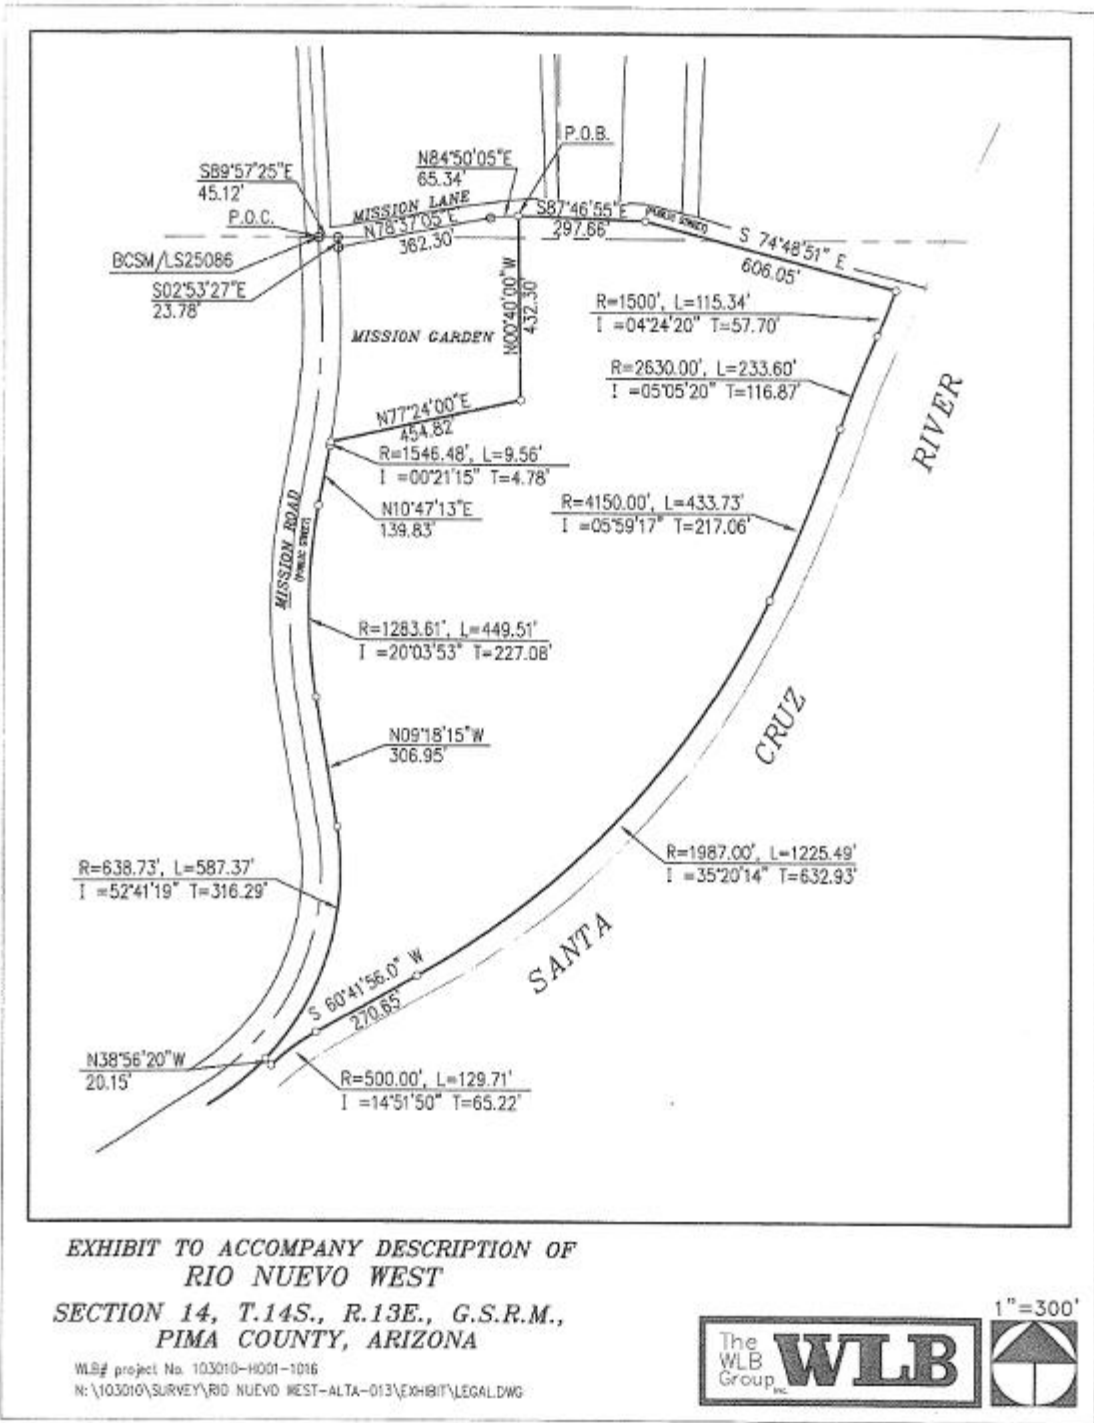 P.O.B.
N84°50'05"E
65.34'
S89°57'25"E
45.12'
MISSION LANE
S87°46'55"E
297.66'
(PUBLIC STREET)
P.O.C.
N78°37'05"E
362.30'
S 74°48'51" E
606.05'
BCSM/LS25086
S02°53'27"E
23.78'
N00°40'00"W
432.30'
R=1500', L=115.34'
I =04°24'20" T=57.70'
MISSION GARDEN
R=2630.00', L=233.60'
I =05°05'20" T=116.87'
RIVER
N77°24'00"E
454.82'
R=1546.48', L=9.56'
I =00°21'15" T=4.78'
N10°47'13"E
139.83'
R=4150.00', L=433.73'
I =05°59'17" T=217.06'
MISSION ROAD
(PUBLIC STREET)
R=1283.61', L=449.51'
I =20°03'53" T=227.08'
CRUZ
N09°18'15"W
306.95'
R=638.73', L=587.37'
I =52°41'19" T=316.29'
R=1987.00', L=1225.49'
I =35°20'14" T=632.93'
SANTA
S 60°41'56.0" W
270.65'
N38°56'20"W
20.15'
R=500.00', L=129.71'
I =14°51'50" T=65.22'
EXHIBIT TO ACCOMPANY DESCRIPTION OF
RIO NUEVO WEST
SECTION 14, T.14S., R.13E., G.S.R.M.,
PIMA COUNTY, ARIZONA
WLB# project No. 103010-H001-1016
N:\103010\SURVEY\RIO NUEVO WEST-ALTA-013\EXHIBIT\LEGAL.DWG
The
WLB
Group INC.
WLB
1"=300'